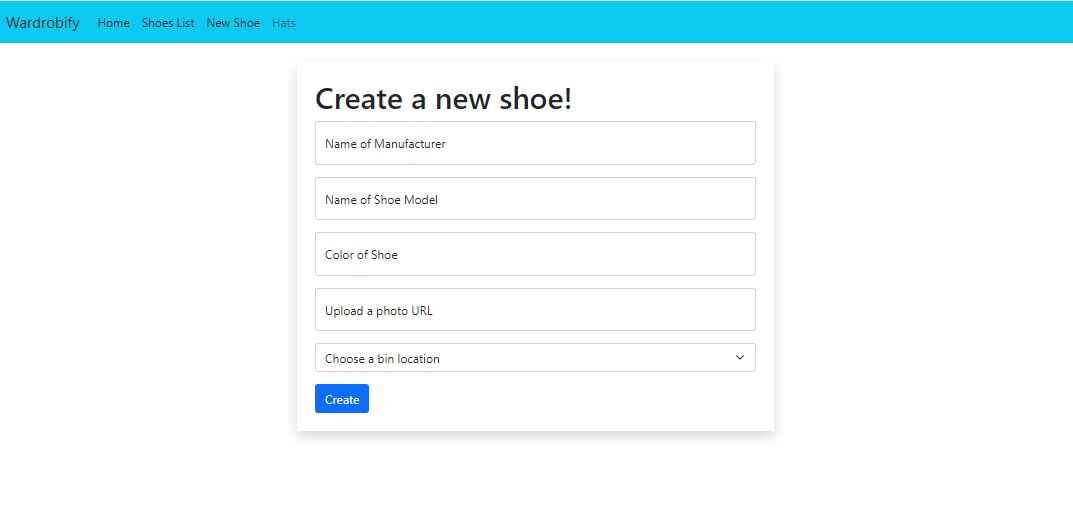 Wardrobify Home Shoes List New Shoe Hats
Create a new shoe!
Name of Manufacturer
Name of Shoe Model
Color of Shoe
Upload a photo URL
Choose a bin location
Create